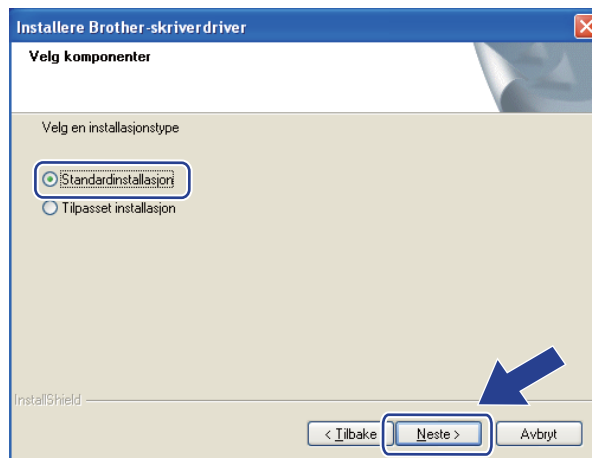 Installere Brother-skriverdriver
Velg komponenter
Velg en installasjonstype
Standardinstallasjon
Tilpasset installasjon
InstallShield
< Tilbake Neste > Avbryt